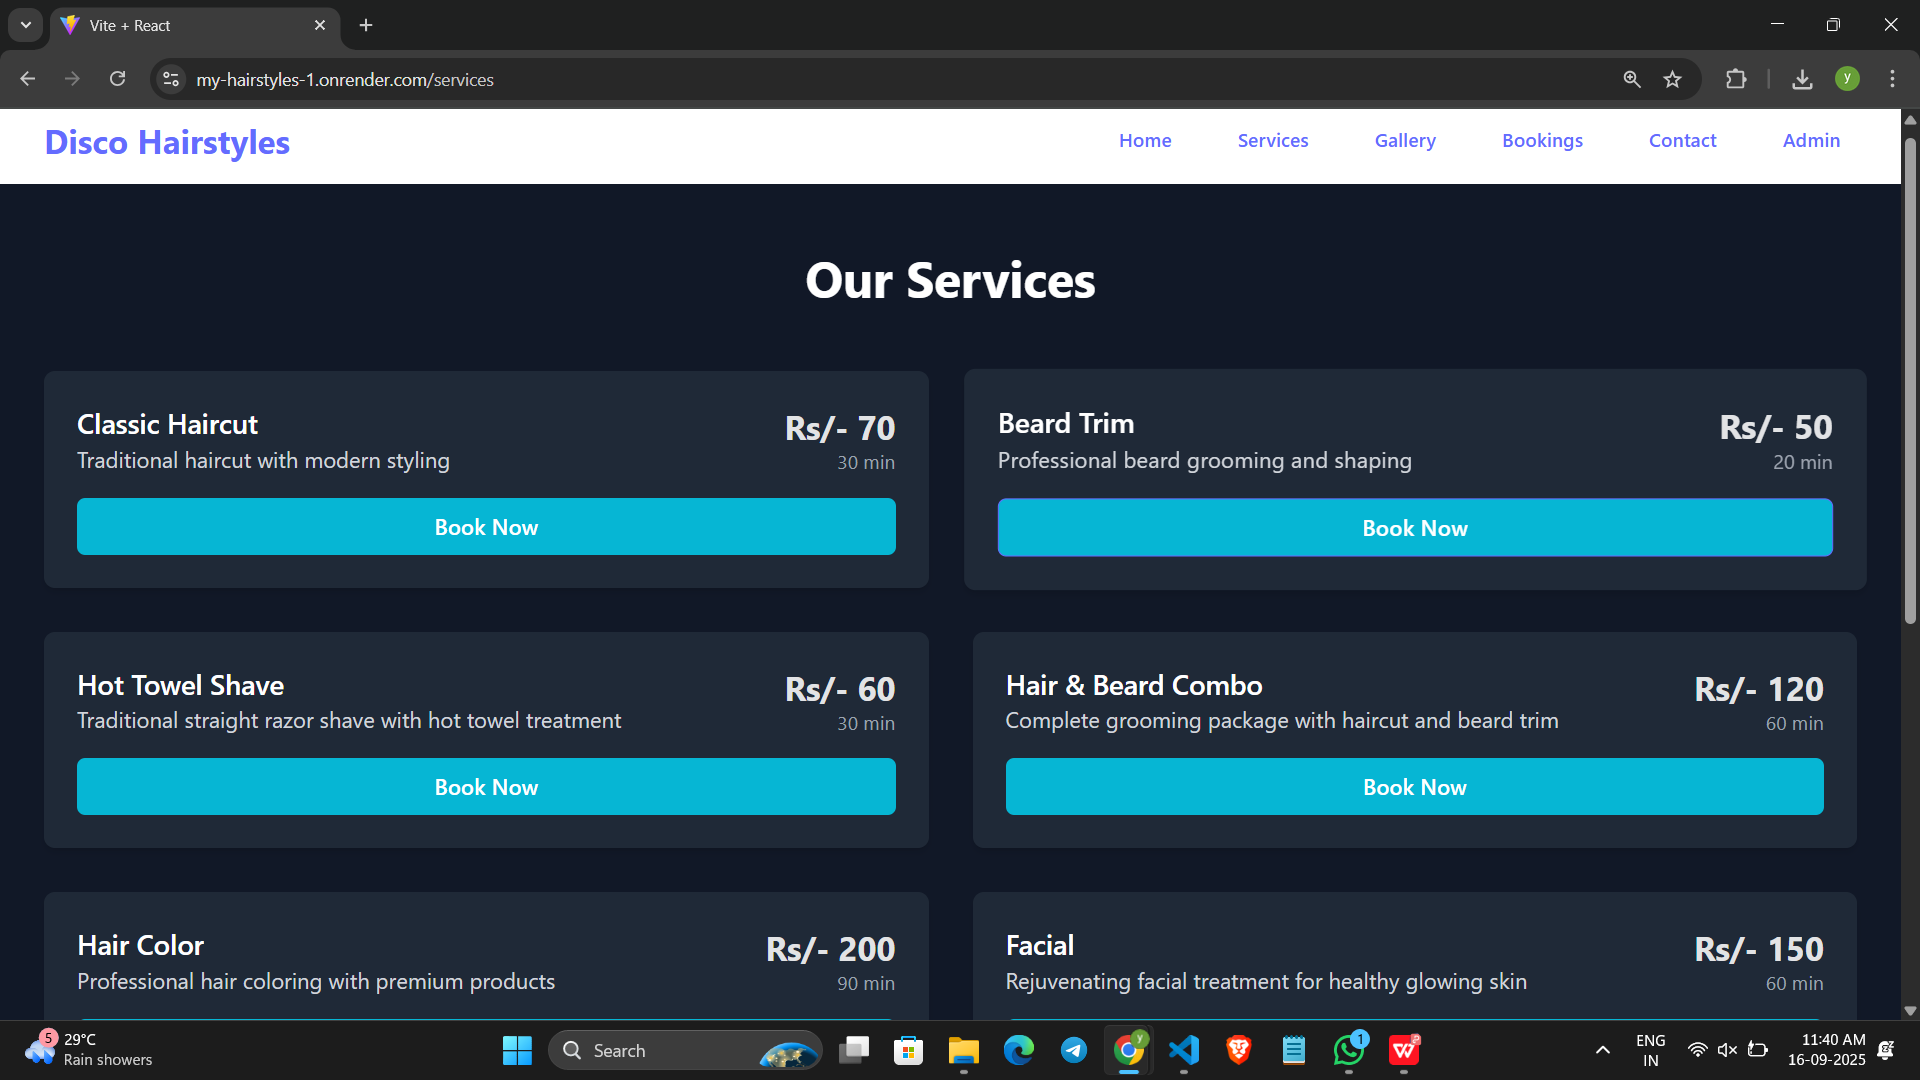 Vite + React
my-hairstyles-1.onrender.com/services
y
Disco Hairstyles
Home
Services
Gallery
Bookings
Contact
Admin
Our Services
Classic Haircut
Rs/- 70
Traditional haircut with modern styling
30 min
Book Now
Beard Trim
Rs/- 50
Professional beard grooming and shaping
20 min
Book Now
Hot Towel Shave
Rs/- 60
Traditional straight razor shave with hot towel treatment
30 min
Book Now
Hair & Beard Combo
Rs/- 120
Complete grooming package with haircut and beard trim
60 min
Book Now
Hair Color
Rs/- 200
Professional hair coloring with premium products
90 min
Facial
Rs/- 150
Rejuvenating facial treatment for healthy glowing skin
60 min
5
29°C
Rain showers
Search
y
1
W
ENG
IN
11:40 AM
16-09-2025